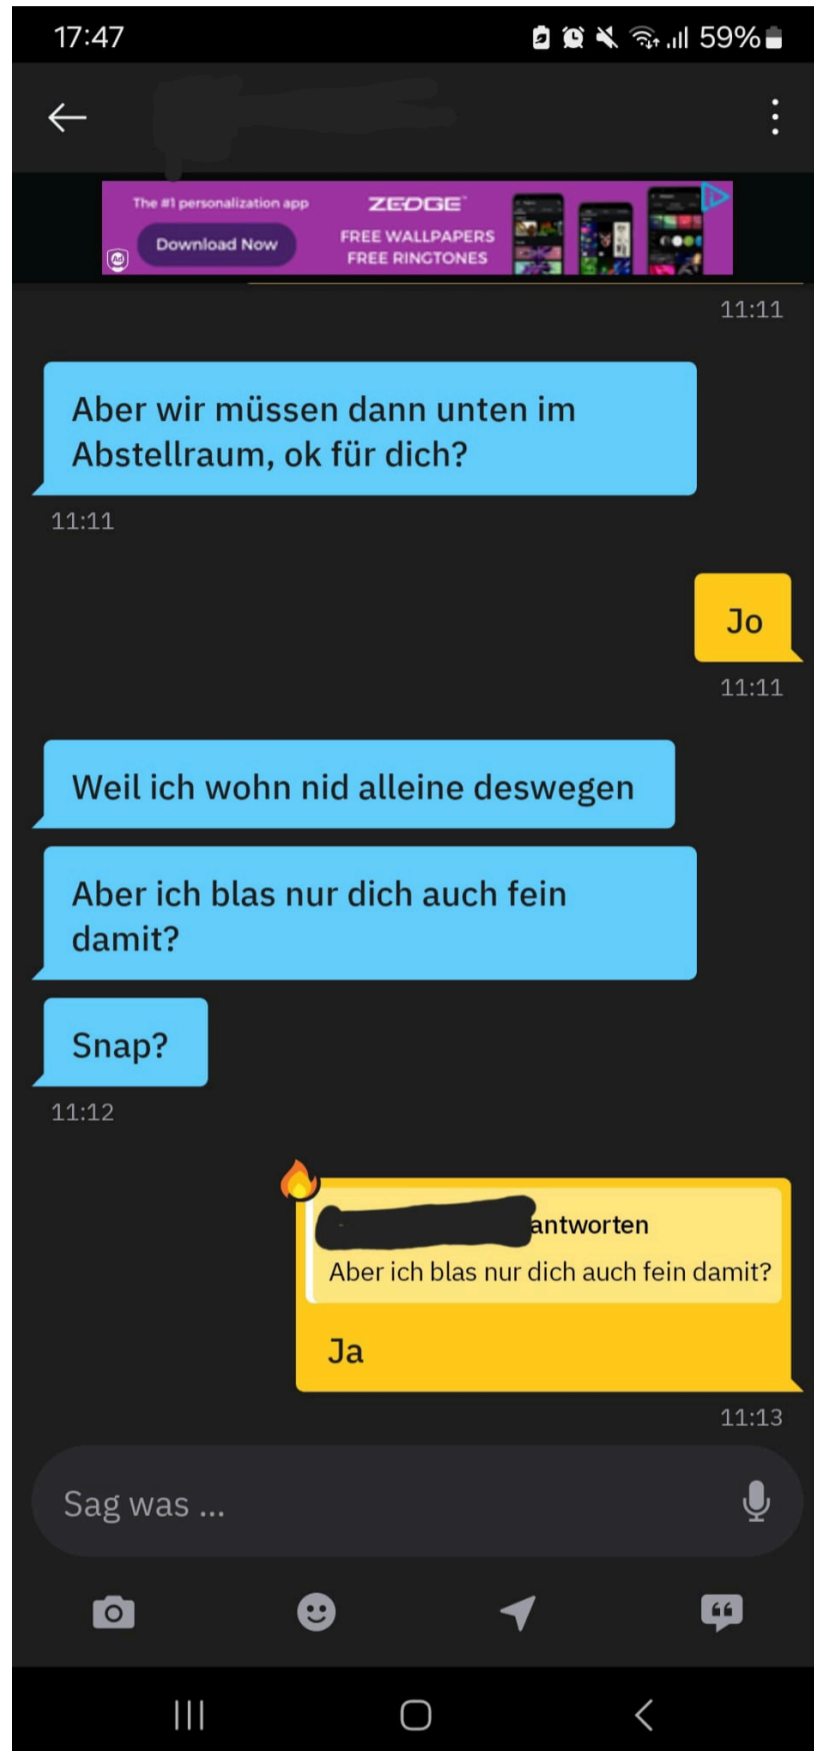 17:47
59%
The #1 personalization app
Download Now
Ad
ZEDGE
FREE WALLPAPERS
FREE RINGTONES
11:11
Aber wir müssen dann unten im
Abstellraum, ok für dich?
11:11
Jo
11:11
Weil ich wohn nid alleine deswegen
Aber ich blas nur dich auch fein
damit?
Snap?
11:12
antworten
Aber ich blas nur dich auch fein damit?
Ja
11:13
Sag was ...